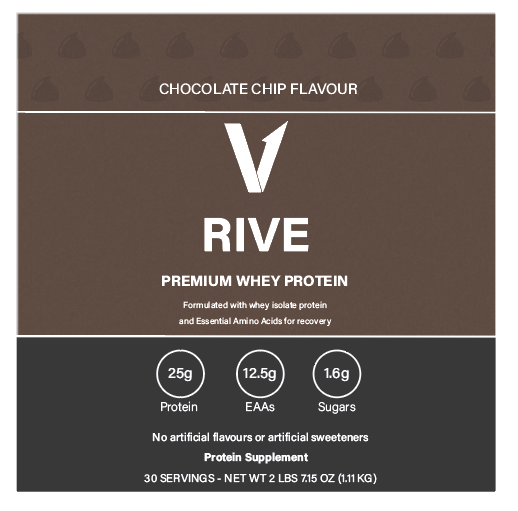 CHOCOLATE CHIP FLAVOUR
V
RIVE
PREMIUM WHEY PROTEIN
Formulated with whey isolate protein
and Essential Amino Acids for recovery
25g 12.5g 1.6g
Protein EAAs Sugars
No artificial flavours or artificial sweeteners
Protein Supplement
30 SERVINGS - NET WT 2 LBS 7.15 OZ (1.11 KG)